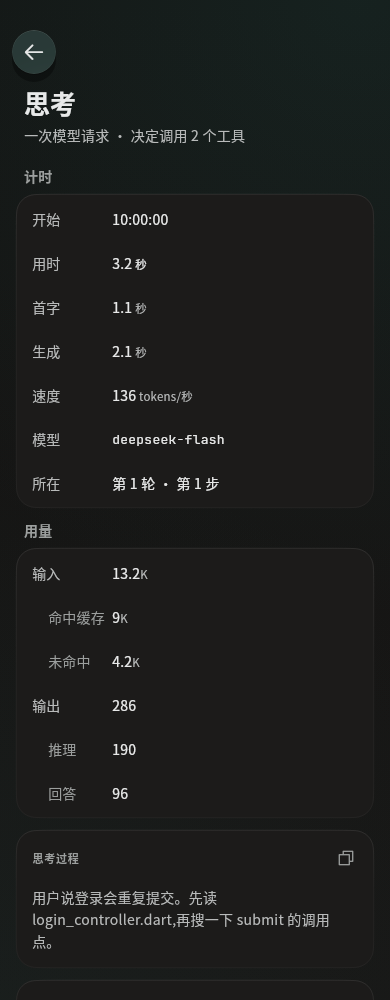 思考
一次模型请求 · 决定调用 2 个工具
计时
开始 10:00:00
用时 3.2 秒
首字 1.1 秒
生成 2.1 秒
速度 136 tokens/秒
模型 deepseek-flash
所在 第 1 轮 · 第 1 步
用量
输入 13.2K
命中缓存 9K
未命中 4.2K
输出 286
推理 190
回答 96
思考过程
用户说登录会重复提交。先读
login_controller.dart,再搜一下 submit 的调用
点。